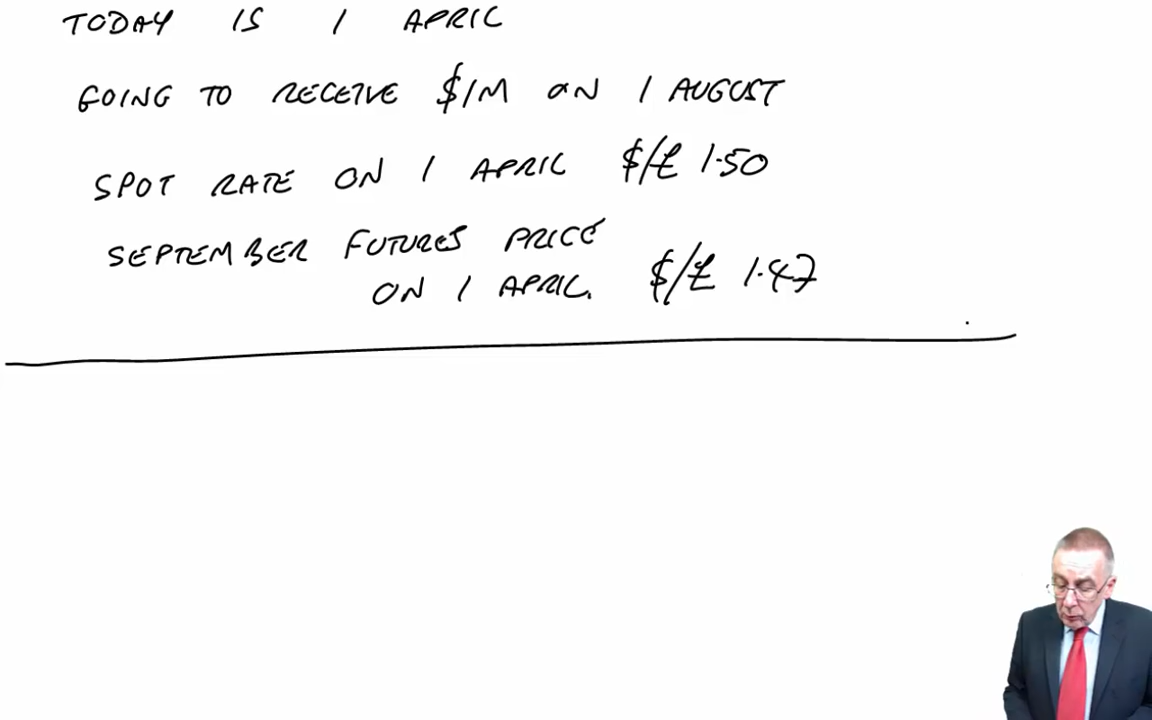 TODAY IS 1 APRIL
GOING TO RECEIVE $1M ON 1 AUGUST
SPOT RATE ON 1 APRIL $/£ 1.50
SEPTEMBER FUTURES PRICE
ON 1 APRIL. $/£ 1.47